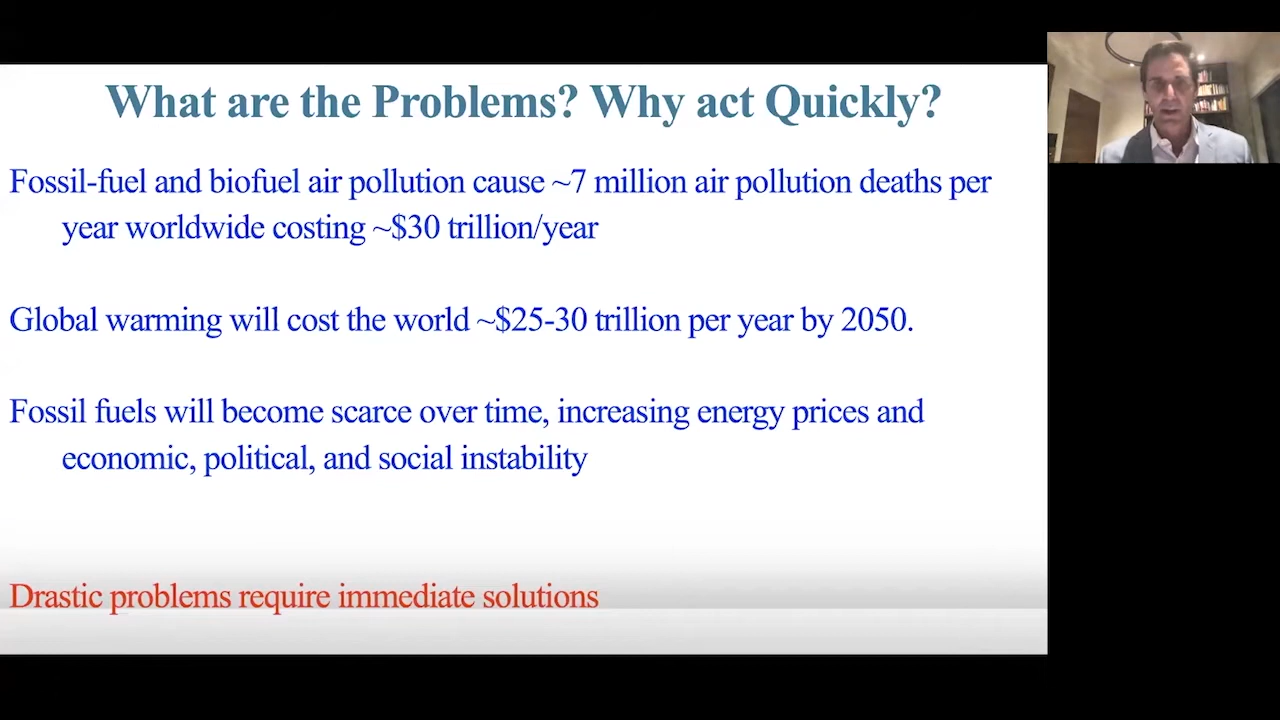 What are the Problems? Why act Quickly?
Fossil-fuel and biofuel air pollution cause ~7 million air pollution deaths per
year worldwide costing ~$30 trillion/year
Global warming will cost the world ~$25-30 trillion per year by 2050.
Fossil fuels will become scarce over time, increasing energy prices and
economic, political, and social instability
Drastic problems require immediate solutions